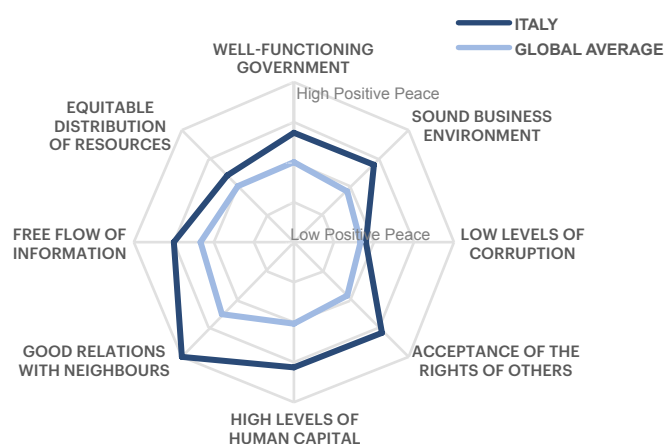 ITALY
GLOBAL AVERAGE
WELL-FUNCTIONING
GOVERNMENT
High Positive Peace
SOUND BUSINESS
ENVIRONMENT
EQUITABLE
DISTRIBUTION
OF RESOURCES
FREE FLOW OF
INFORMATION
Low Positive Peace
LOW LEVELS OF
CORRUPTION
GOOD RELATIONS
WITH NEIGHBOURS
ACCEPTANCE OF THE
RIGHTS OF OTHERS
HIGH LEVELS OF
HUMAN CAPITAL